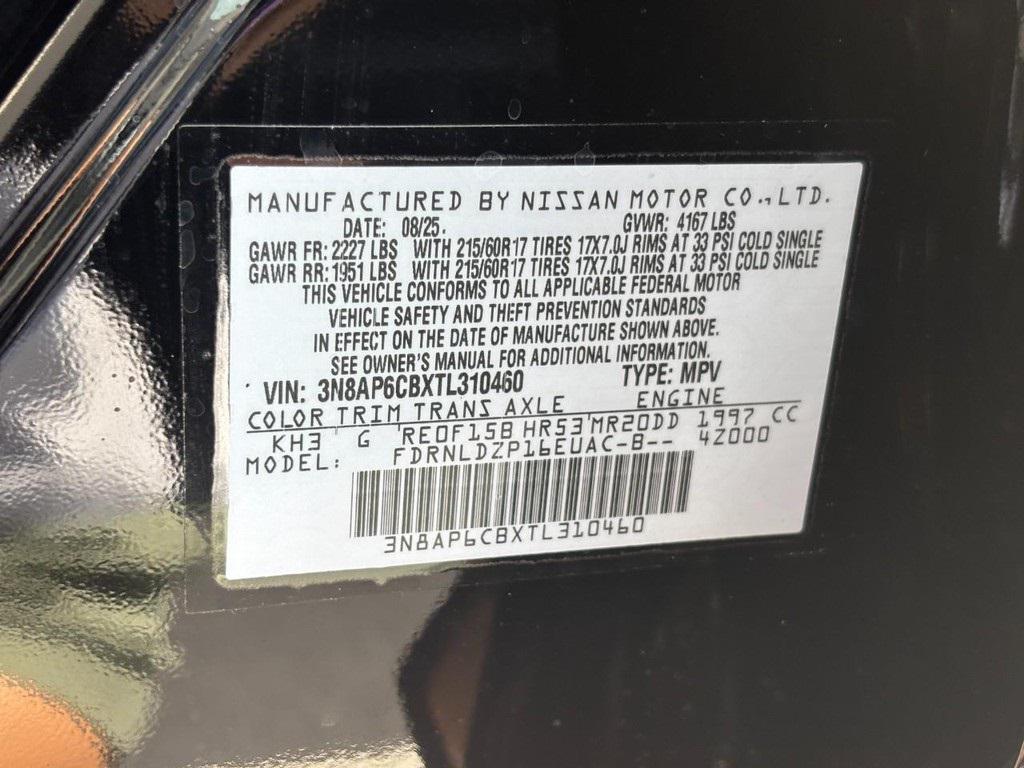 MANUFACTURED BY NISSAN MOTOR CO.,LTD.
DATE: 08/25. GVWR: 4167 LBS
GAWR FR: 2227 LBS WITH 215/60R17 TIRES 17X7.0J RIMS AT 33 PSI COLD SINGLE
GAWR RR: 1951 LBS WITH 215/60R17 TIRES 17X7.0J RIMS AT 33 PSI COLD SINGLE
THIS VEHICLE CONFORMS TO ALL APPLICABLE FEDERAL MOTOR
VEHICLE SAFETY AND THEFT PREVENTION STANDARDS
IN EFFECT ON THE DATE OF MANUFACTURE SHOWN ABOVE.
SEE OWNER'S MANUAL FOR ADDITIONAL INFORMATION.
VIN: 3N8AP6CBXTL310460 TYPE: MPV
COLOR TRIM TRANS AXLE ENGINE
KH3 G RE0F15B HR53 MR20DD 1997 CC
MODEL: FDRNLDZP16EUAC-B-- 4Z000
3N8AP6CBXTL310460